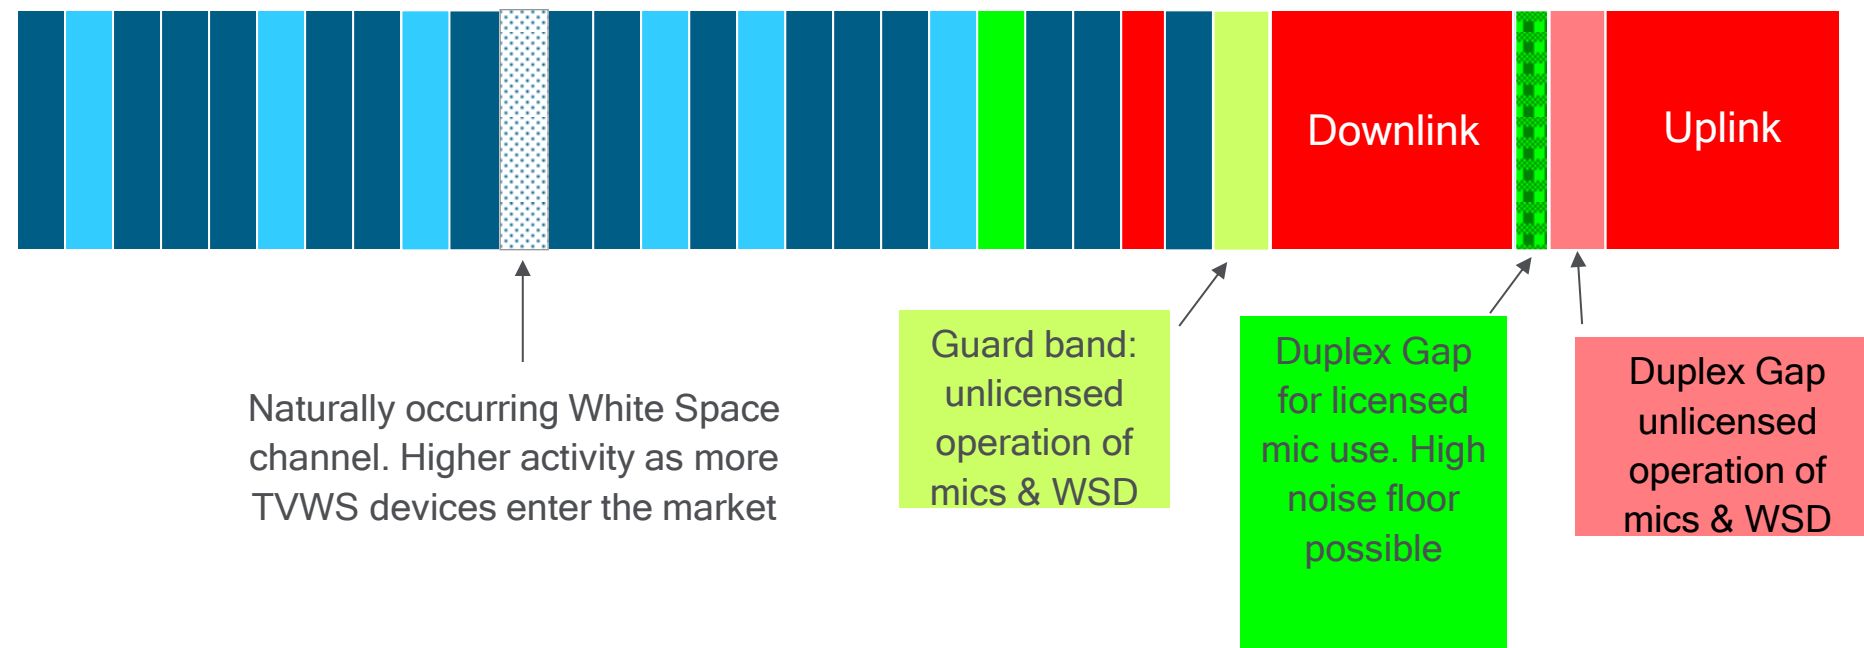 Downlink
Uplink
Naturally occurring White Space
channel. Higher activity as more
TVWS devices enter the market
Guard band:
unlicensed
operation of
mics & WSD
Duplex Gap
for licensed
mic use. High
noise floor
possible
Duplex Gap
unlicensed
operation of
mics & WSD